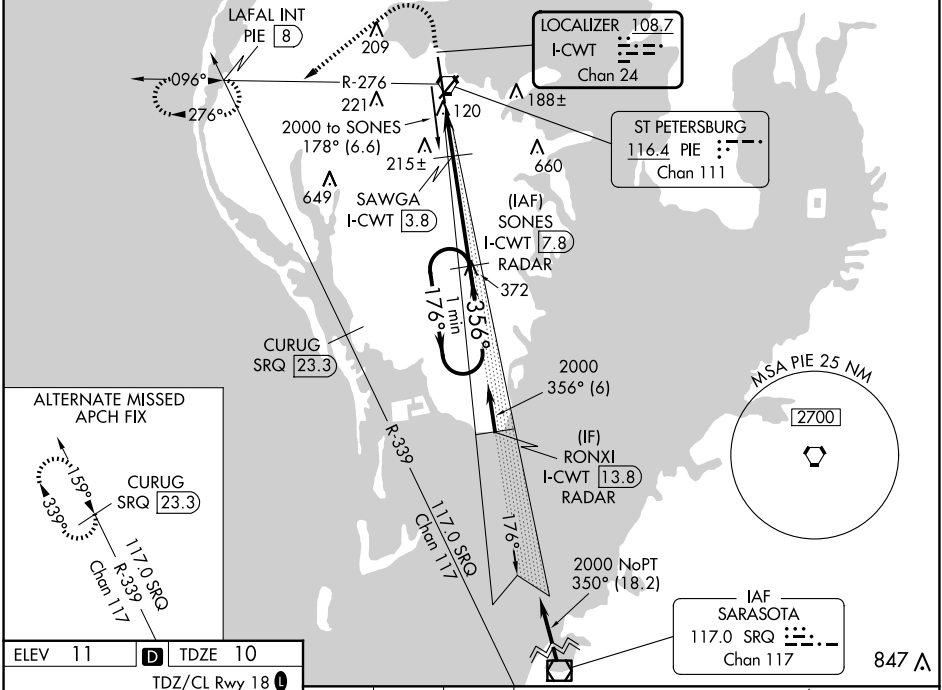 LAFAL INT
PIE 8
209
LOCALIZER 108.7
I-CWT
Chan 24
096°
276°
R-276
221
120
188±
2000 to SONES
178° (6.6)
215±
660
ST PETERSBURG
116.4 PIE
Chan 111
649
SAWGA
I-CWT 3.8
(IAF)
SONES
I-CWT 7.8
RADAR
372
1 min
176°
356°
CURUG
SRQ 23.3
2000
356° (6)
MSA PIE 25 NM
2700
ALTERNATE MISSED
APCH FIX
R-339
(IF)
RONXI
I-CWT 13.8
RADAR
159°
339°
CURUG
SRQ 23.3
117.0 SRQ
R-339
Chan 117
117.0 SRQ
Chan 117
176°
2000 NoPT
350° (18.2)
IAF
SARASOTA
117.0 SRQ
Chan 117
847
ELEV 11
D
TDZE 10
TDZ/CL Rwy 18 L